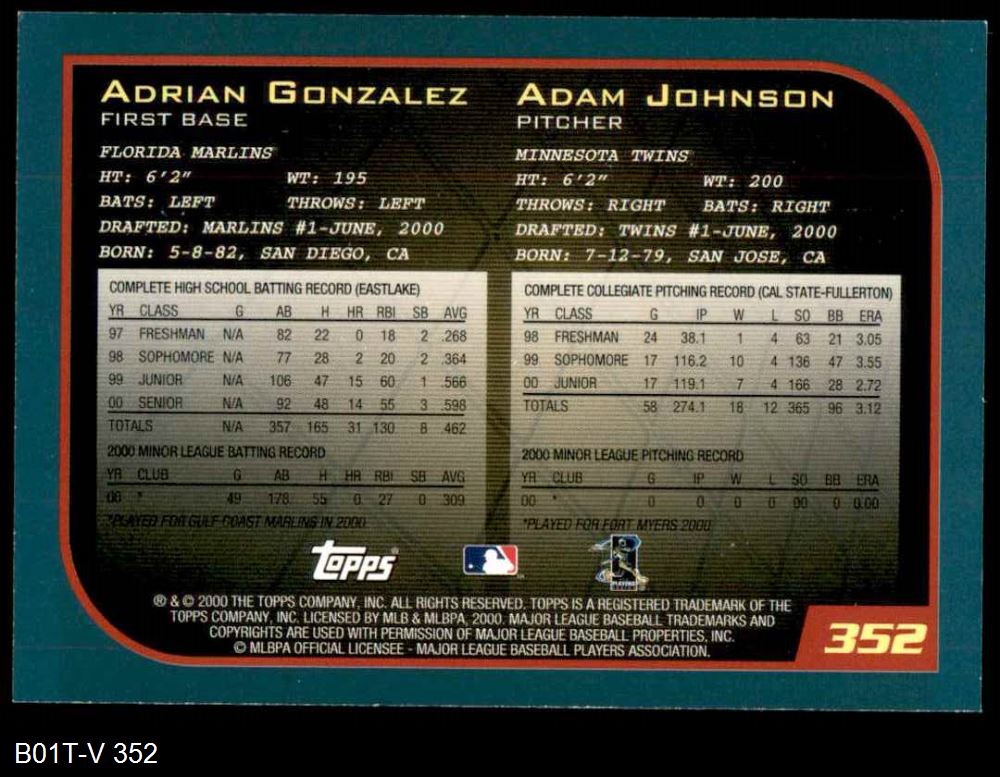 ADRIAN GONZALEZ
FIRST BASE
FLORIDA MARLINS
HT: 6'2" WT: 195
BATS: LEFT THROWS: LEFT
DRAFTED: MARLINS #1-JUNE, 2000
BORN: 5-8-82, SAN DIEGO, CA
COMPLETE HIGH SCHOOL BATTING RECORD (EASTLAKE)
YR CLASS G AB H HR RBI SB AVG
97 FRESHMAN N/A 82 22 0 18 2 .268
98 SOPHOMORE N/A 77 28 2 20 2 .364
99 JUNIOR N/A 106 47 15 60 1 .566
00 SENIOR N/A 92 48 14 55 3 .598
TOTALS N/A 357 165 31 130 8 .462
2000 MINOR LEAGUE BATTING RECORD
YR CLUB G AB H HR RBI SB AVG
00 * 49 178 55 0 27 0 .309
*PLAYED FOR GULF COAST MARLINS IN 2000
ADAM JOHNSON
PITCHER
MINNESOTA TWINS
HT: 6'2" WT: 200
THROWS: RIGHT BATS: RIGHT
DRAFTED: TWINS #1-JUNE, 2000
BORN: 7-12-79, SAN JOSE, CA
COMPLETE COLLEGIATE PITCHING RECORD (CAL STATE-FULLERTON)
YR CLASS G IP W L SO BB ERA
98 FRESHMAN 24 38.1 1 4 63 21 3.05
99 SOPHOMORE 17 116.2 10 4 136 47 3.55
00 JUNIOR 17 119.1 7 4 166 28 2.72
TOTALS 58 274.1 18 12 365 96 3.12
2000 MINOR LEAGUE PITCHING RECORD
YR CLUB G IP W L SO BB ERA
00 * 0 0 0 0 00 0 0.00
*PLAYED FOR FORT MYERS 2000
Topps
® & © 2000 THE TOPPS COMPANY, INC. ALL RIGHTS RESERVED. TOPPS IS A REGISTERED TRADEMARK OF THE
TOPPS COMPANY, INC. LICENSED BY MLB & MLBPA, 2000. MAJOR LEAGUE BASEBALL TRADEMARKS AND
COPYRIGHTS ARE USED WITH PERMISSION OF MAJOR LEAGUE BASEBALL PROPERTIES, INC.
© MLBPA OFFICIAL LICENSEE - MAJOR LEAGUE BASEBALL PLAYERS ASSOCIATION.
352
B01T-V 352